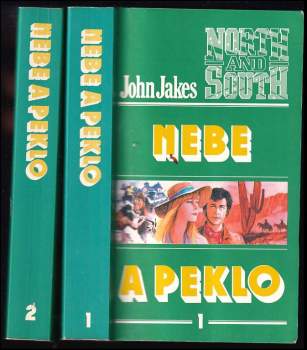 NEBE A PEKLO
2
NEBE A PEKLO
1
John Jakes
NORTH
AND
SOUTH
NEBE
A PEKLO
1